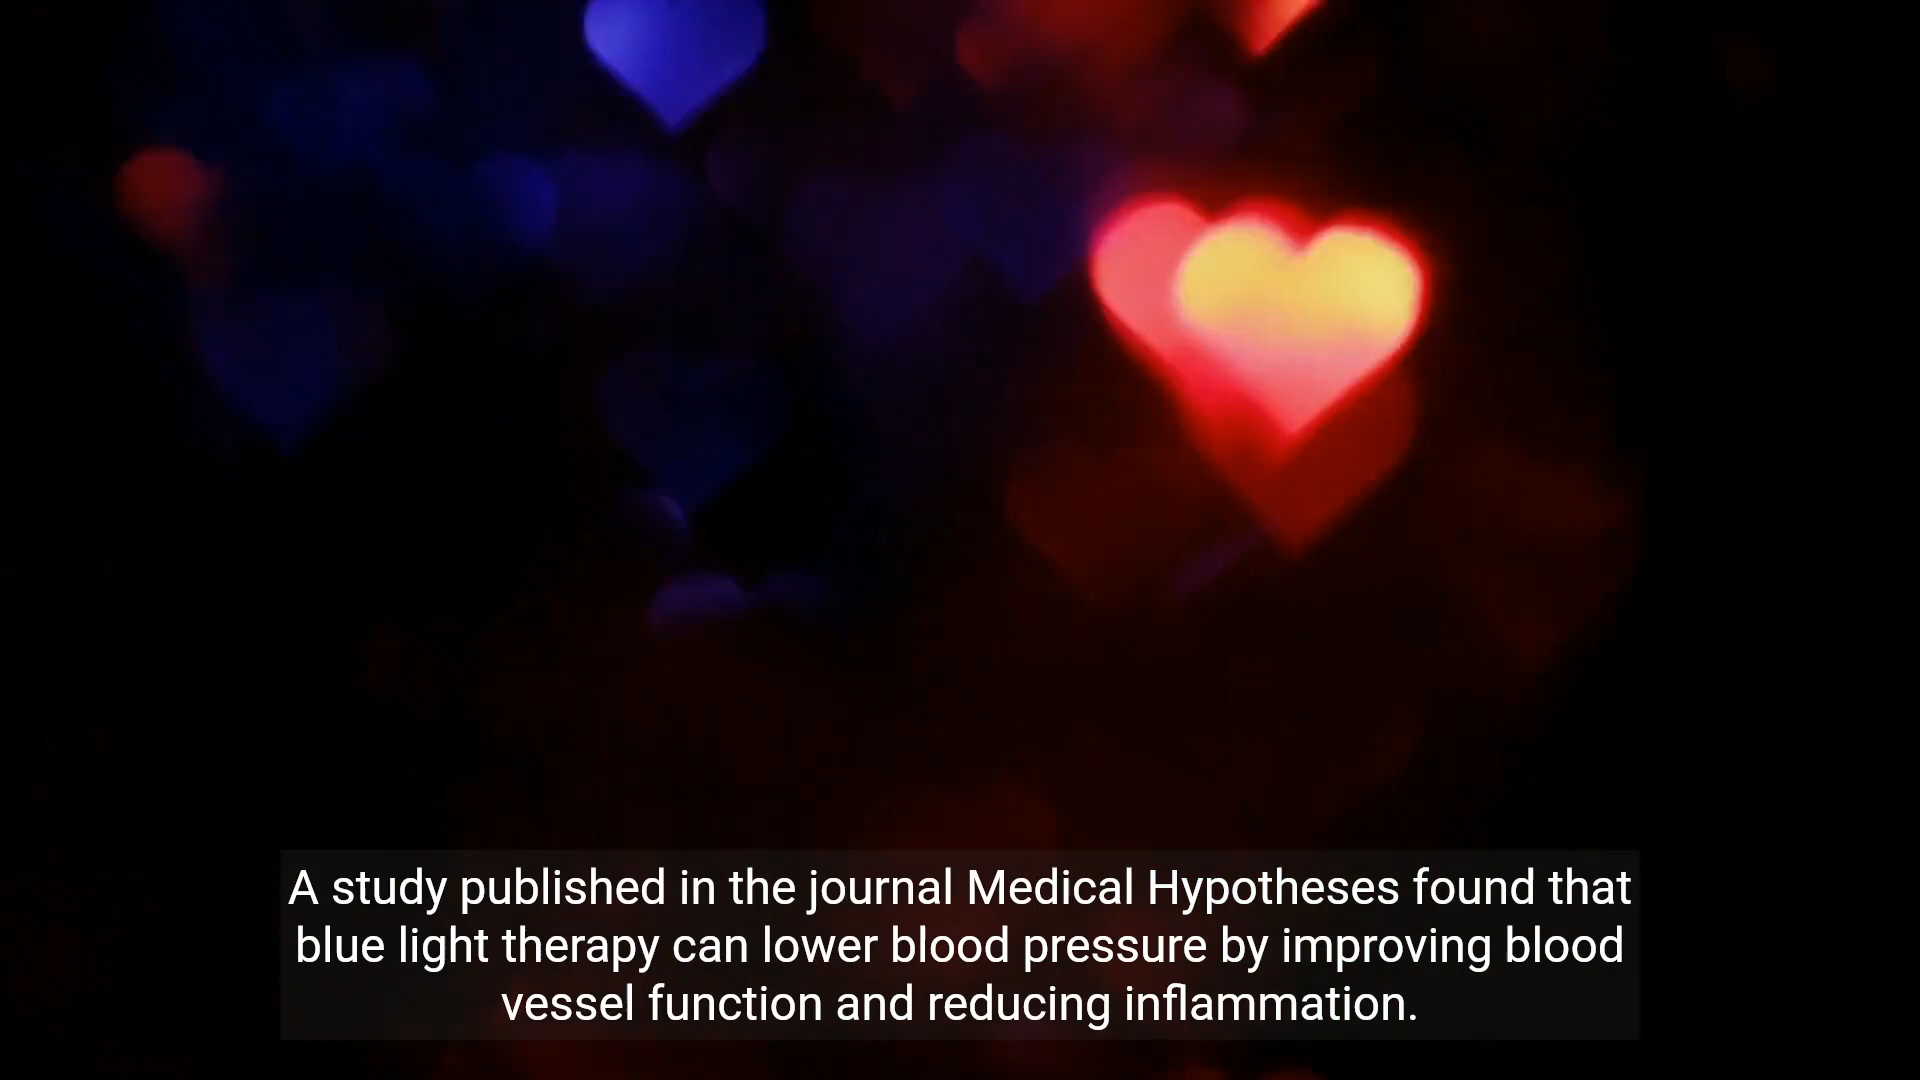 A study published in the journal Medical Hypotheses found that
blue light therapy can lower blood pressure by improving blood
vessel function and reducing inflammation.